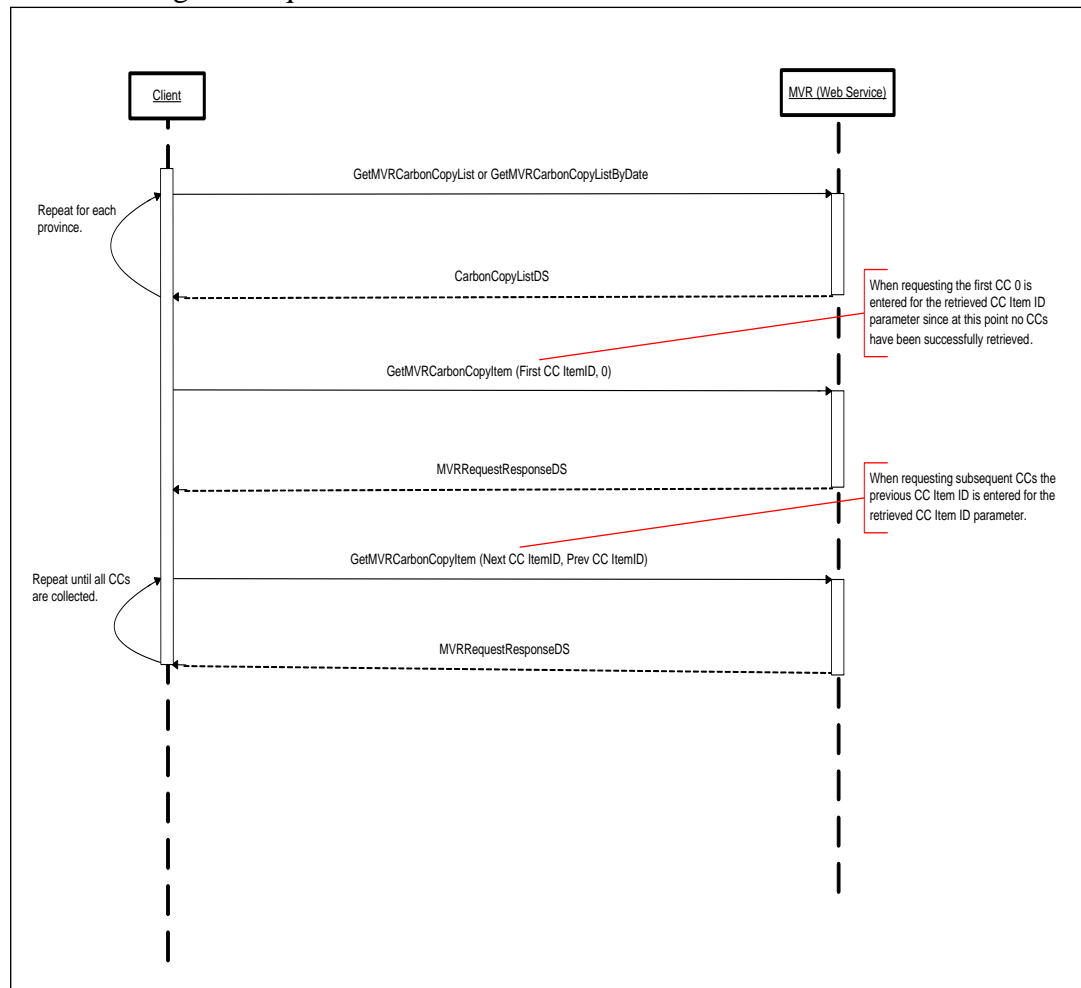 Client
MVR (Web Service)
GetMVRCarbonCopyList or GetMVRCarbonCopyListByDate
Repeat for each
province.
CarbonCopyListDS
When requesting the first CC 0 is
entered for the retrieved CC Item ID
parameter since at this point no CCs
have been successfully retrieved.
GetMVRCarbonCopyItem (First CC ItemID, 0)
MVRRequestResponseDS
When requesting subsequent CCs the
previous CC Item ID is entered for the
retrieved CC Item ID parameter.
GetMVRCarbonCopyItem (Next CC ItemID, Prev CC ItemID)
Repeat until all CCs
are collected.
MVRRequestResponseDS